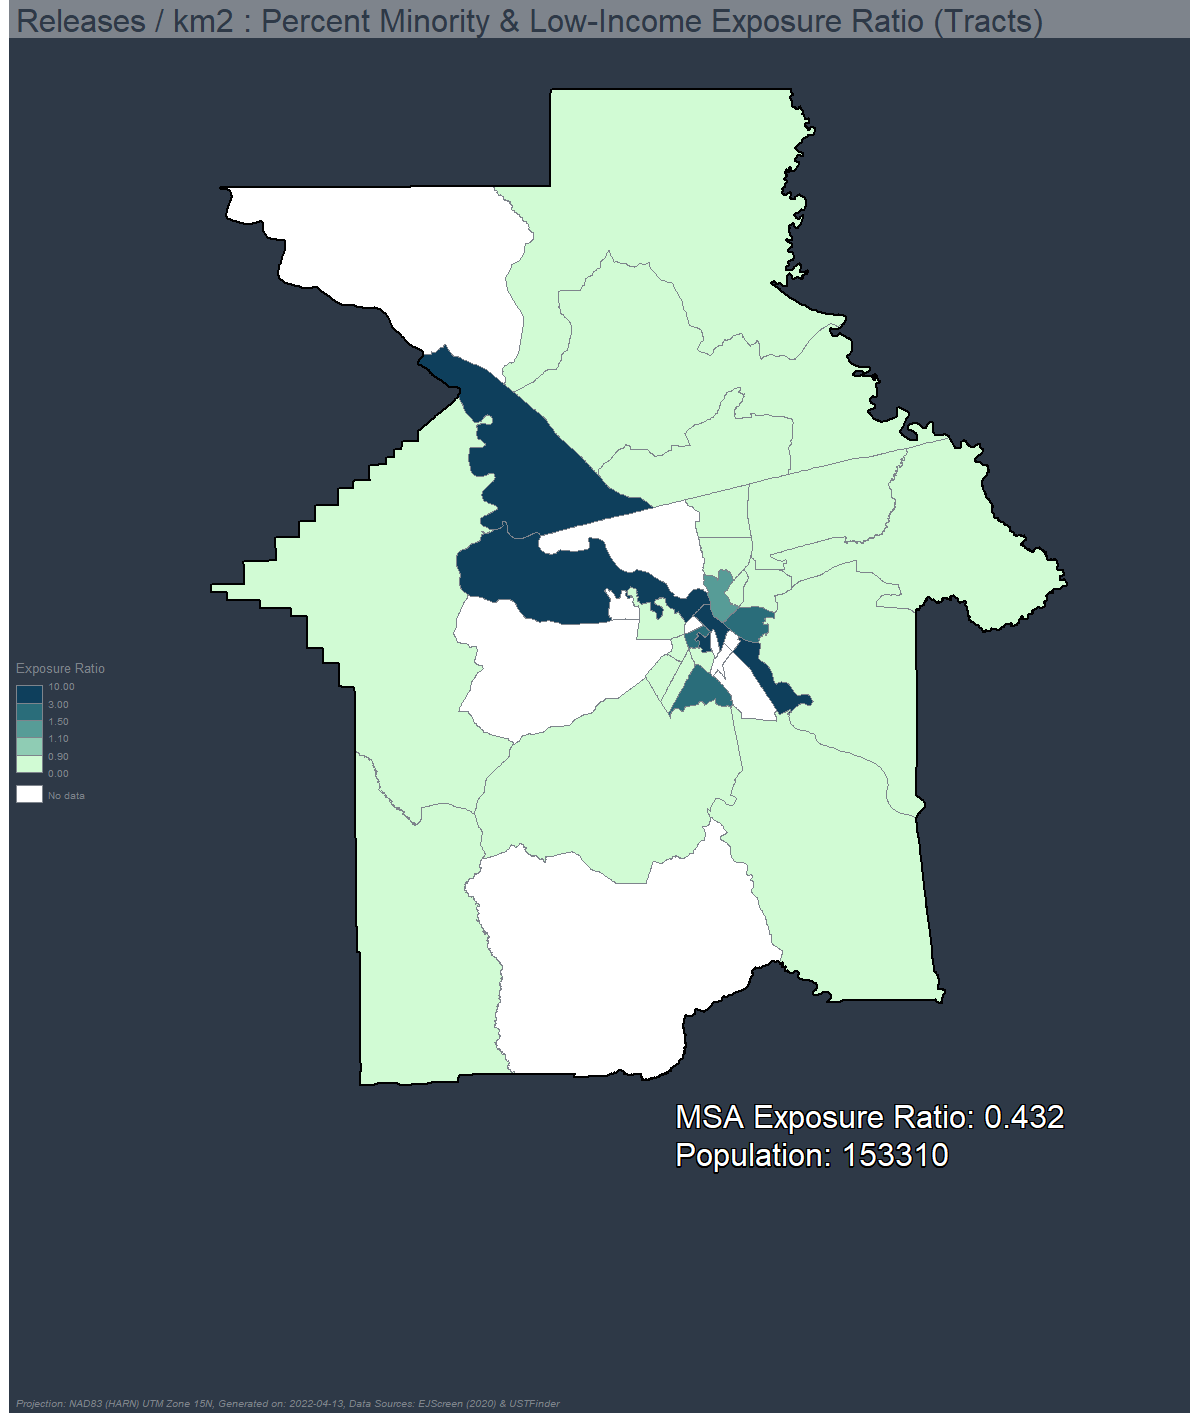 Releases / km2 : Percent Minority & Low-Income Exposure Ratio (Tracts)
Exposure Ratio
10.00
3.00
1.50
1.10
0.90
0.00
No data
MSA Exposure Ratio: 0.432
Population: 153310
Projection: NAD83 (HARN) UTM Zone 15N, Generated on: 2022-04-13, Data Sources: EJScreen (2020) & USTFinder